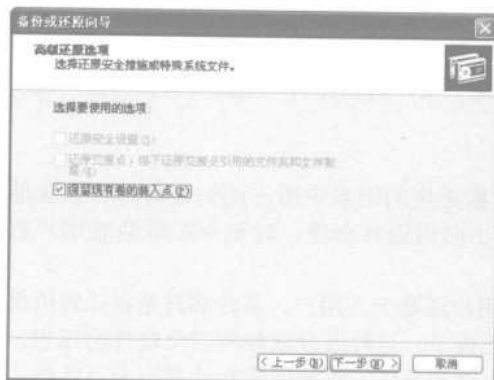 备份或还原向导
高级还原选项
选择还原安全措施或特殊系统文件。
选择要使用的选项:
还原安全设置(S)
还原交接点,
还原交接点引用的文件夹和文件数
据(R)
保留现有卷的装入点(P)
< 上一步(B)
下一步(N) >
取消